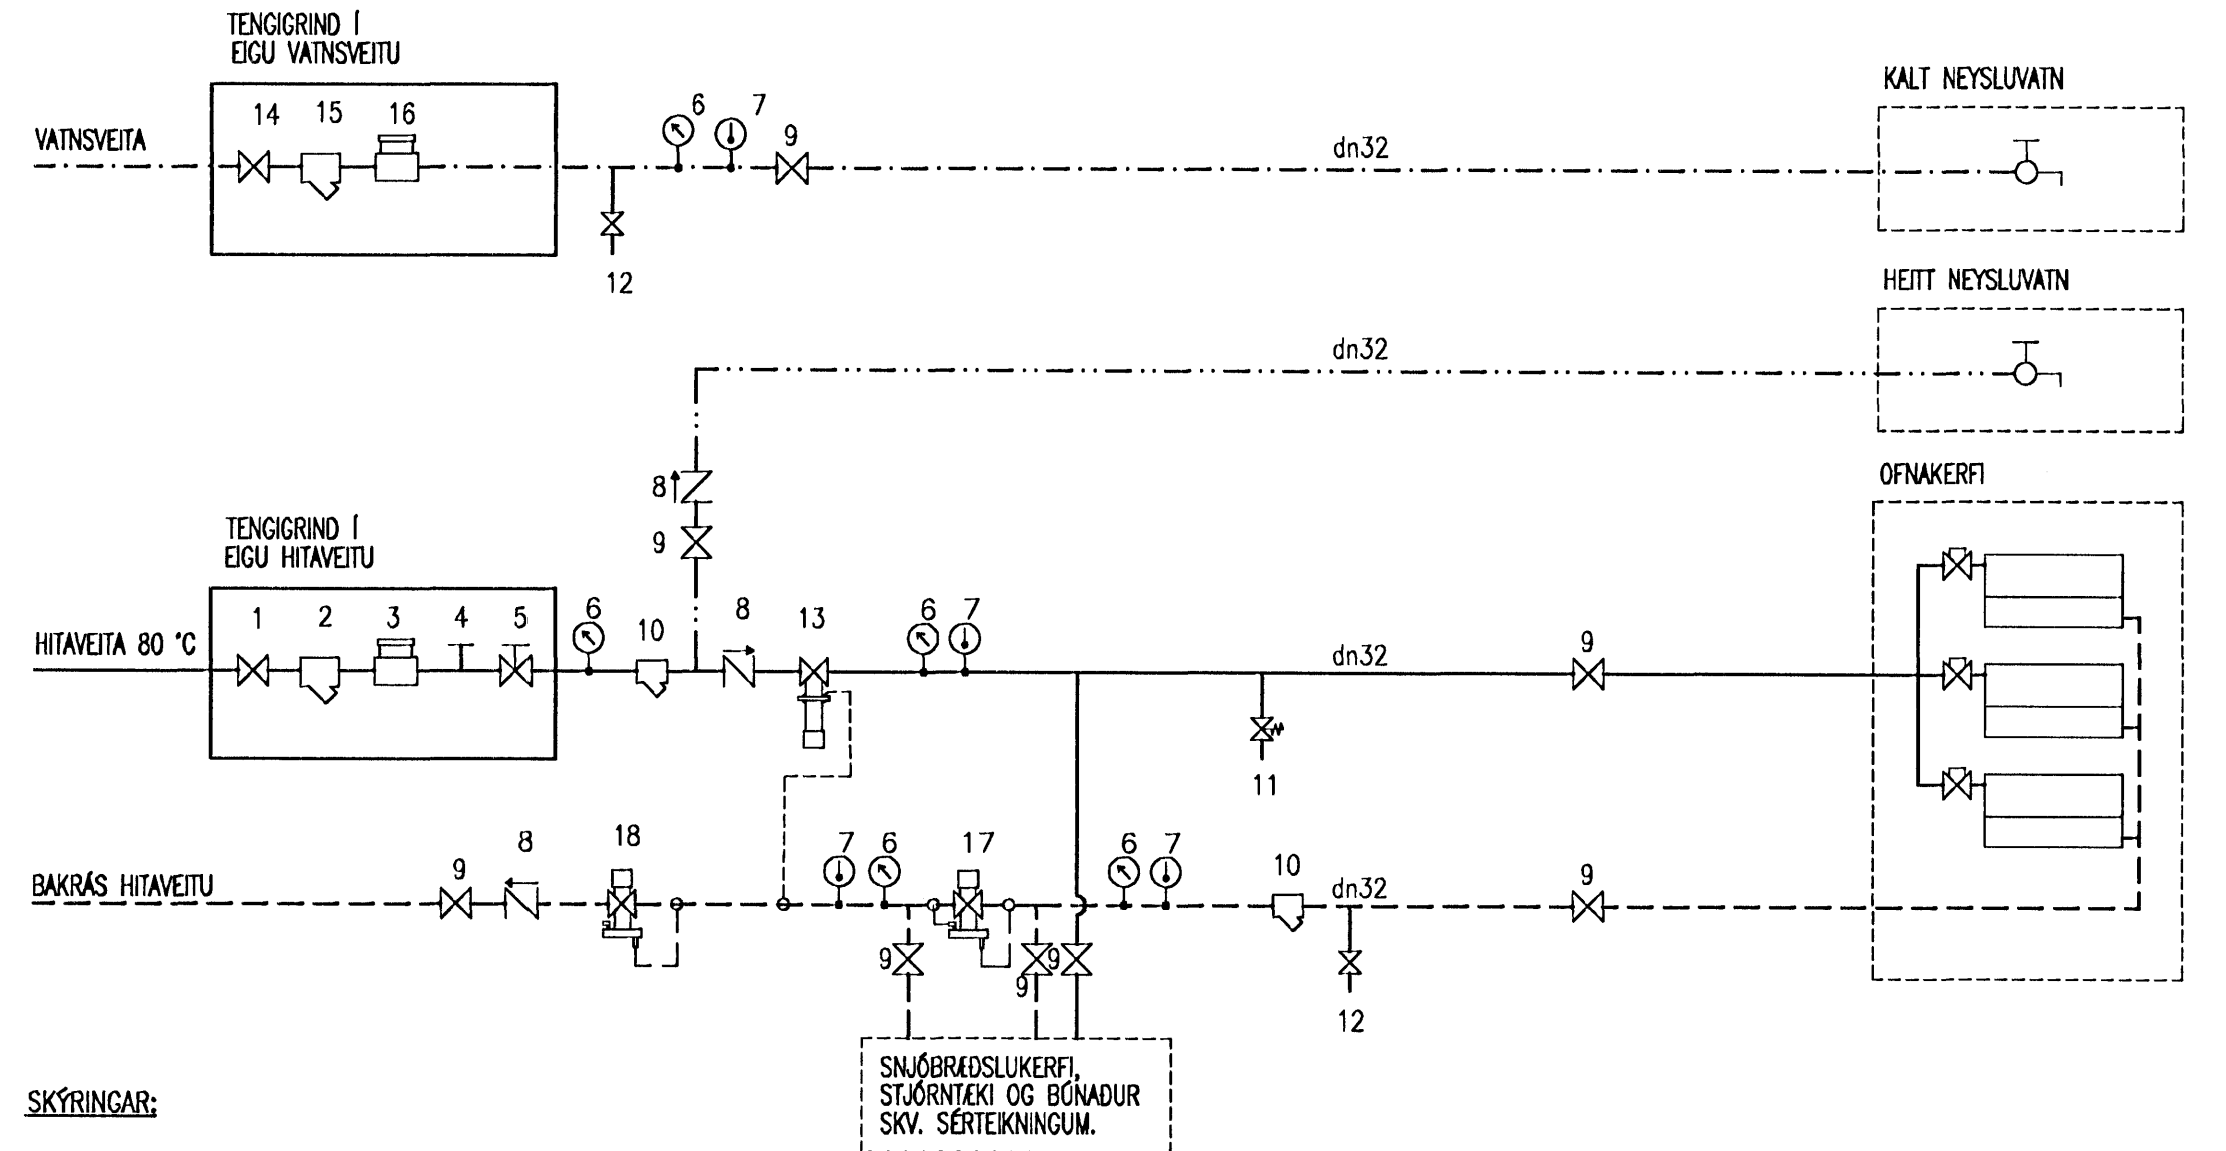 TENGIGRIND Í
EIGU VATNSVEITU
KALT NEYSLUVATN
14 15 16
6 7
9
VATNSVEITA
dn32
12
HEITT NEYSLUVATN
dn32
8
9
OFNAKERFI
TENGIGRIND Í
EIGU HITAVEITU
1 2 3 4 5
6 10 8 13 6 7
HITAVEITA 80 °C
dn32
9
11
18 7 6 17 6 7
9 8
10
BAKRÁS HITAVEITU
dn32
9
9 9
9
12
SNJÓBRÆÐSLUKERFI,
STJÓRNTÆKI OG BÚNAÐUR
SKV. SÉRTEIKNINGUM.
SKÝRINGAR: